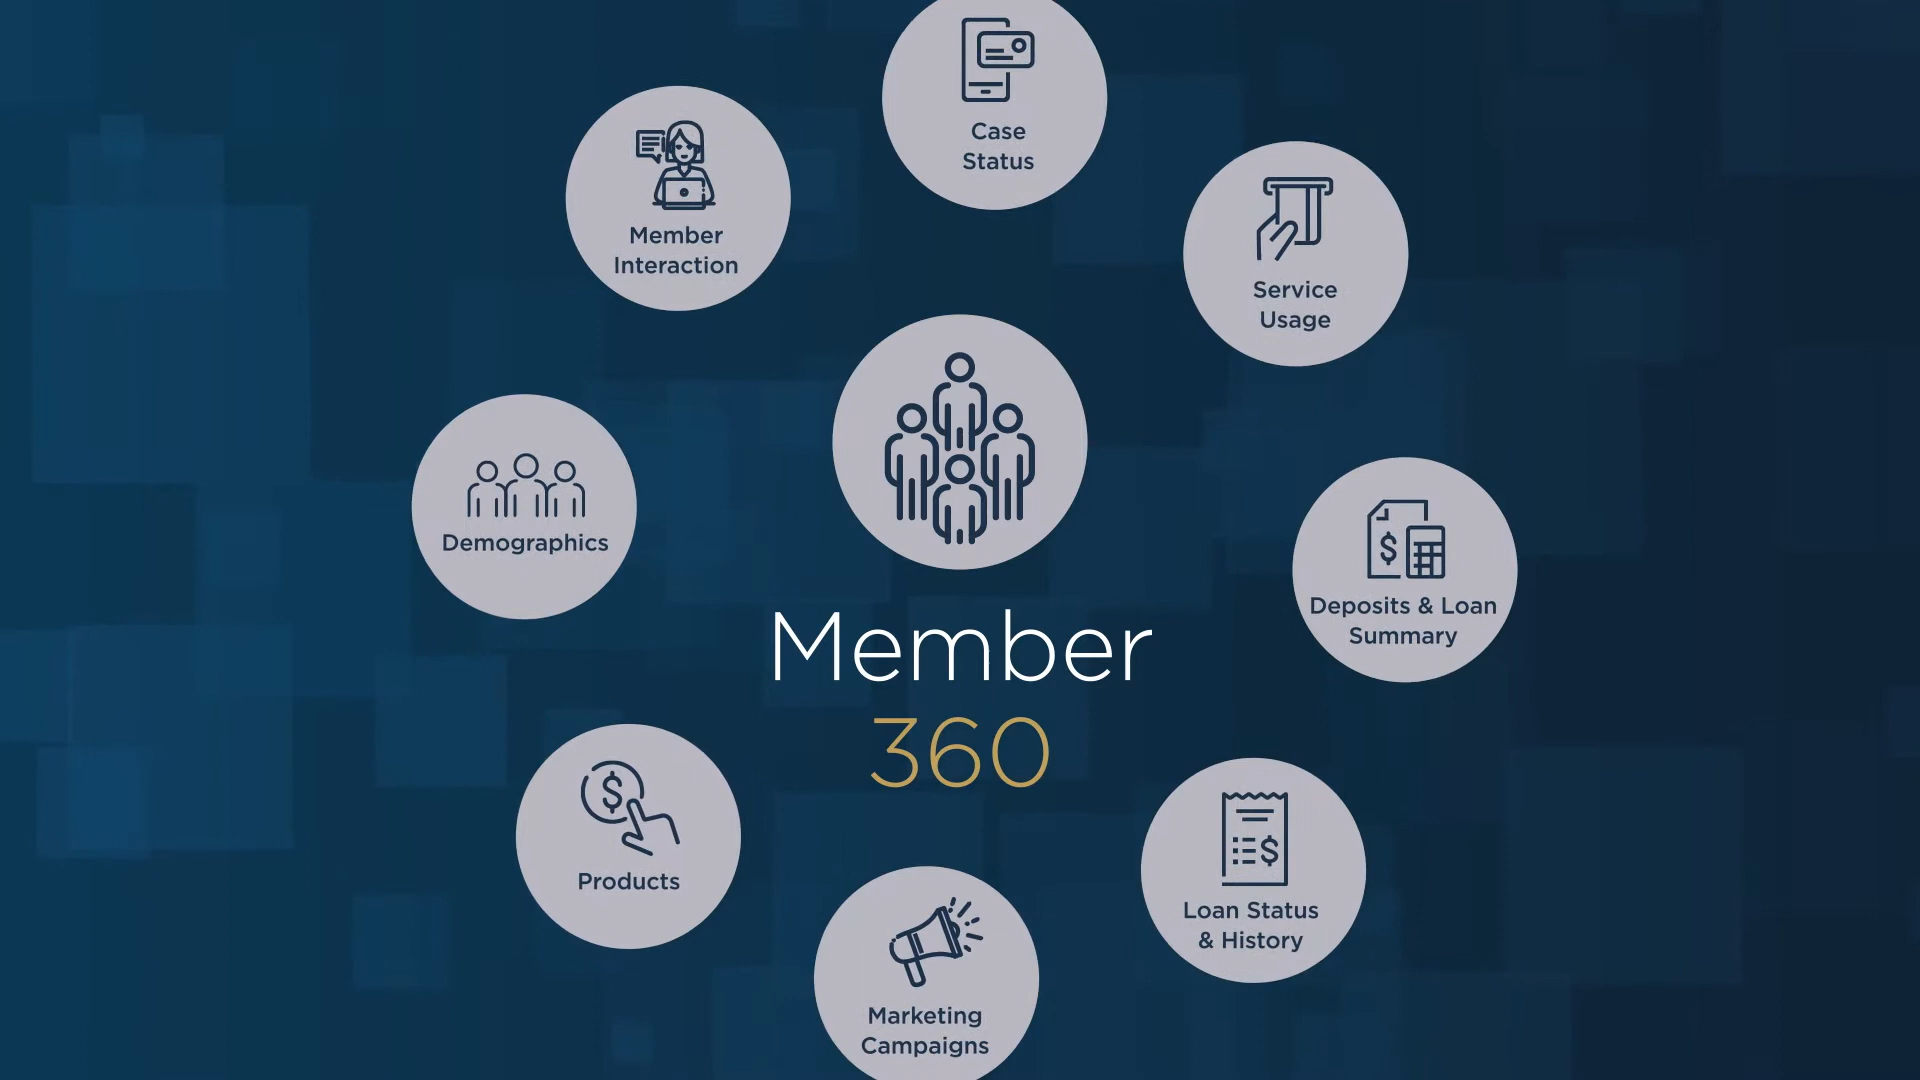 Case
Status
Member
Interaction
Service
Usage
Demographics
Deposits & Loan
Summary
Member
360
Products
Loan Status
& History
Marketing
Campaigns